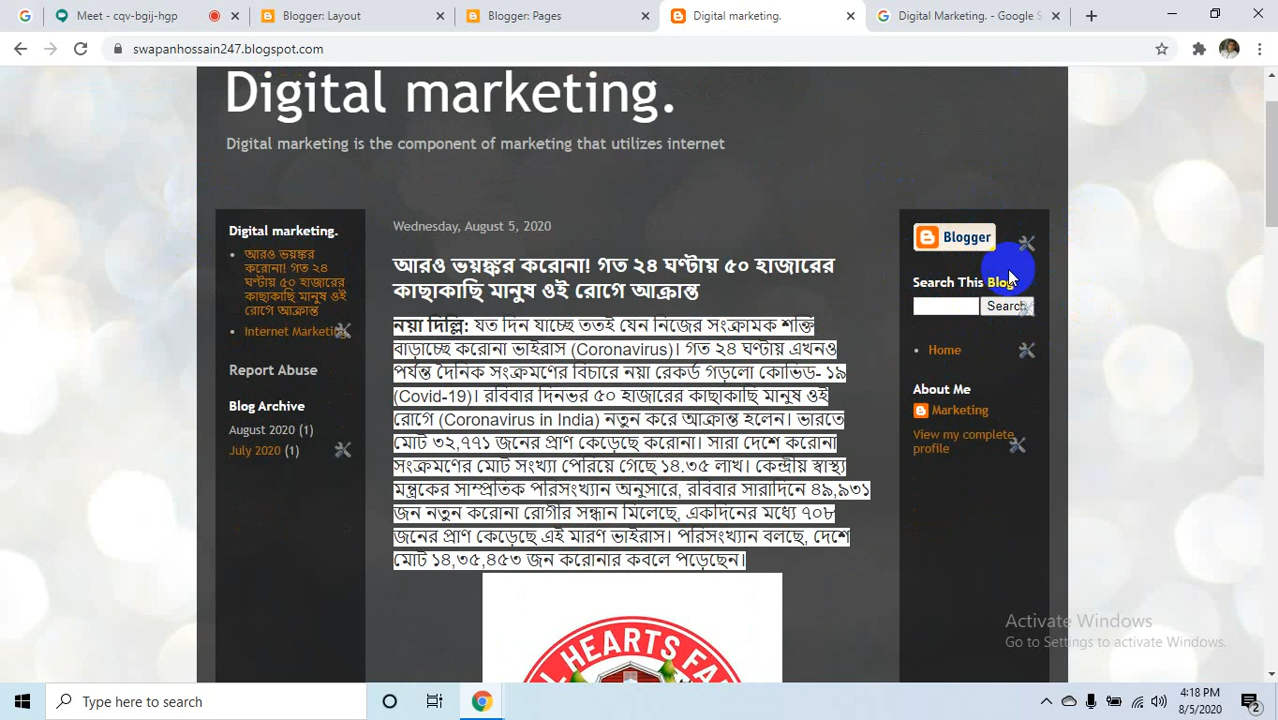 Meet - cqv-bgij-hgp
Blogger: Layout
Blogger: Pages
Digital marketing.
Digital Marketing. - Google S
swapanhossain247.blogspot.com
Digital marketing.
Digital marketing is the component of marketing that utilizes internet
Digital marketing.
আরও ভয়ঙ্কর
করোনা! গত ২৪
ঘণ্টায় ৫০ হাজারের
কাছাকাছি মানুষ ওই
রোগে আক্রান্ত
Internet Marketing
Report Abuse
Blog Archive
August 2020 (1)
July 2020 (1)
Wednesday, August 5, 2020
আরও ভয়ঙ্কর করোনা! গত ২৪ ঘণ্টায় ৫০ হাজারের
কাছাকাছি মানুষ ওই রোগে আক্রান্ত
নয়া দিল্লি: যত দিন যাচ্ছে ততই যেন নিজের সংক্রামক শক্তি
বাড়াচ্ছে করোনা ভাইরাস (Coronavirus)। গত ২৪ ঘণ্টায় এখনও
পর্যন্ত দৈনিক সংক্রমণের বিচারে নয়া রেকর্ড গড়লো কোভিড- ১৯
(Covid-19)। রবিবার দিনভর ৫০ হাজারের কাছাকাছি মানুষ ওই
রোগে (Coronavirus in India) নতুন করে আক্রান্ত হলেন। ভারতে
মোট ৩২,৭৭১ জনের প্রাণ কেড়েছে করোনা। সারা দেশে করোনা
সংক্রমণের মোট সংখ্যা পেরিয়ে গেছে ১৪.৩৫ লাখ। কেন্দ্রীয় স্বাস্থ্য
মন্ত্রকের সাম্প্রতিক পরিসংখ্যান অনুসারে, রবিবার সারাদিনে ৪৯,৯৩১
জন নতুন করোনা রোগীর সন্ধান মিলেছে, একদিনের মধ্যে ৭০৮
জনের প্রাণ কেড়েছে এই মারণ ভাইরাস। পরিসংখ্যান বলছে, দেশে
মোট ১৪,৩৫,৪৫৩ জন করোনার কবলে পড়েছেন।
HEARTS
Blogger
Search This Blog
Search
Home
About Me
Marketing
View my complete
profile
Activate Windows
Go to Settings to activate Windows.
Type here to search
4:18 PM
8/5/2020
2